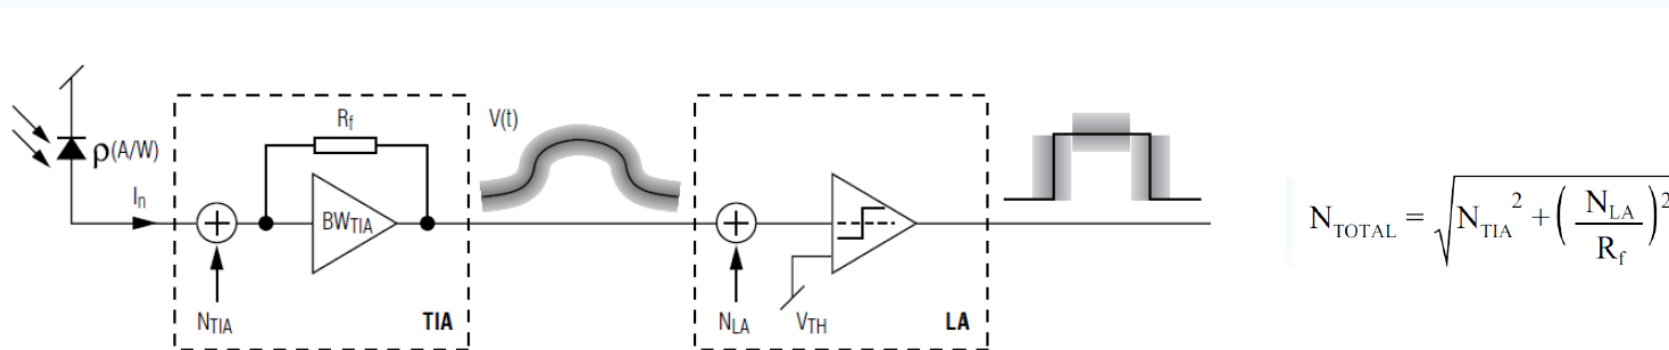 ρ(A/W)
In
NTIA
Rf
BWTIA
TIA
V(t)
NLA
VTH
LA
NTOTAL = √NTIA² + (NLA/Rf)²